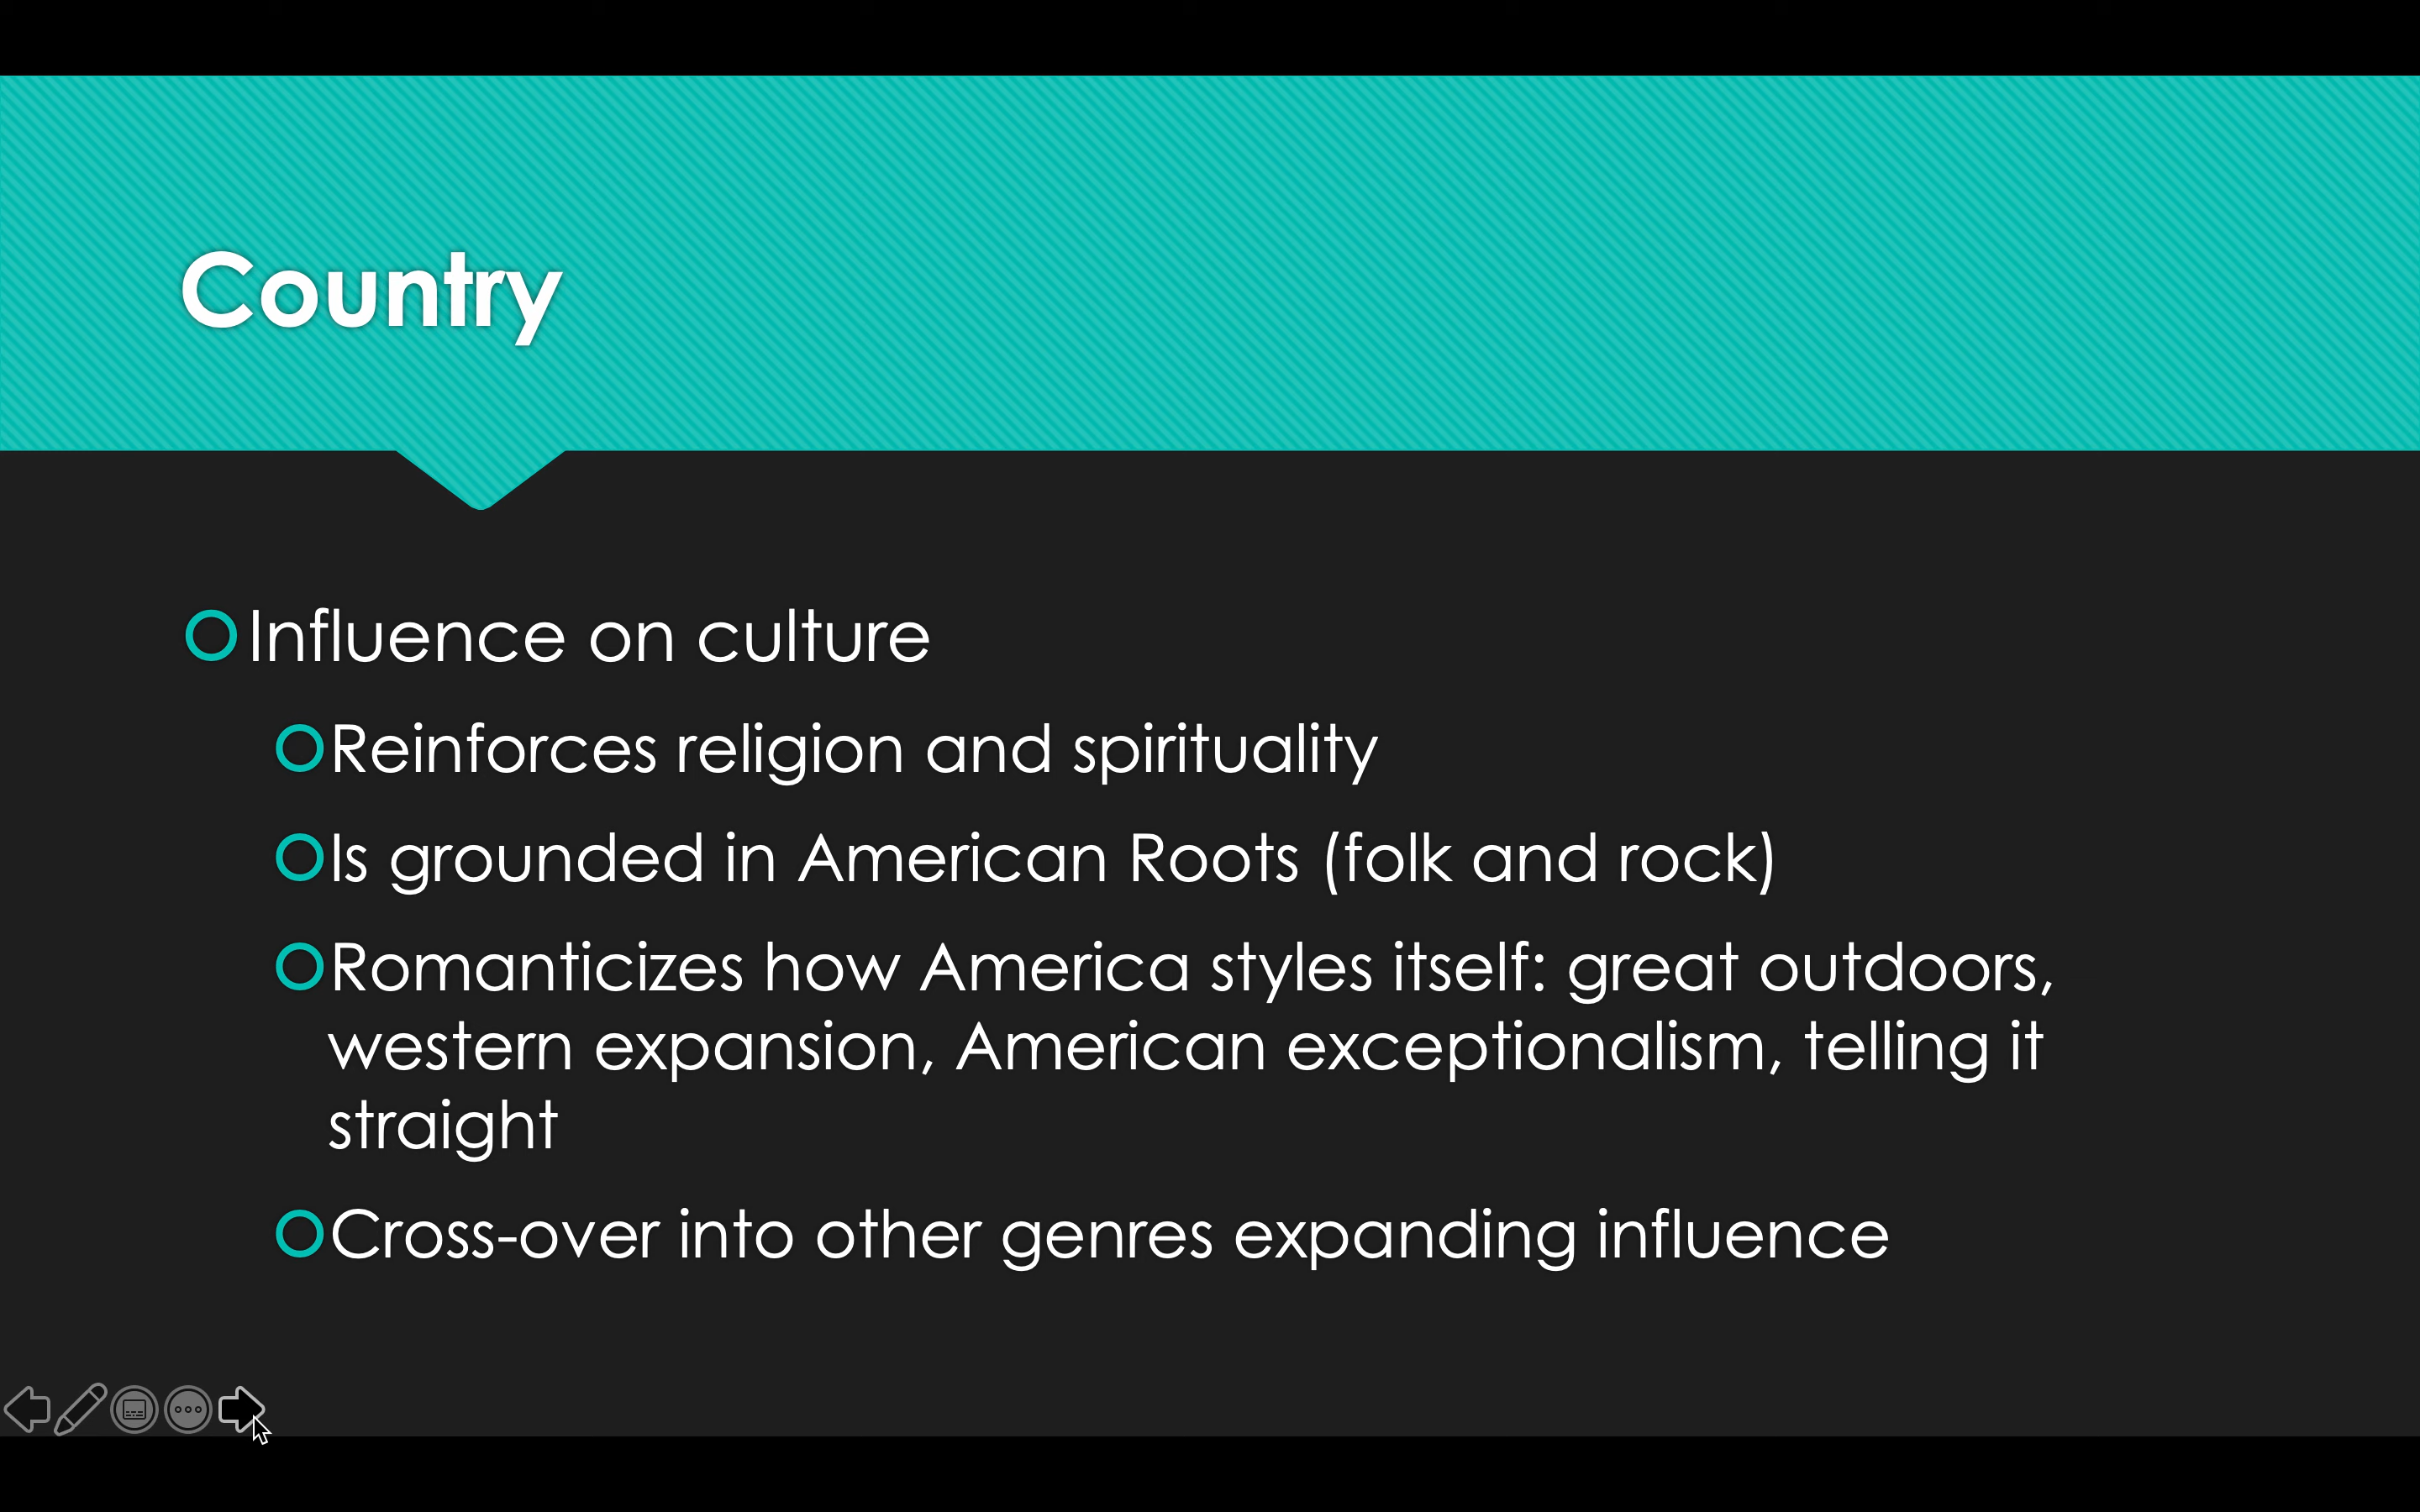 Country
Influence on culture
Reinforces religion and spirituality
Is grounded in American Roots (folk and rock)
Romanticizes how America styles itself: great outdoors,
western expansion, American exceptionalism, telling it
straight
Cross-over into other genres expanding influence